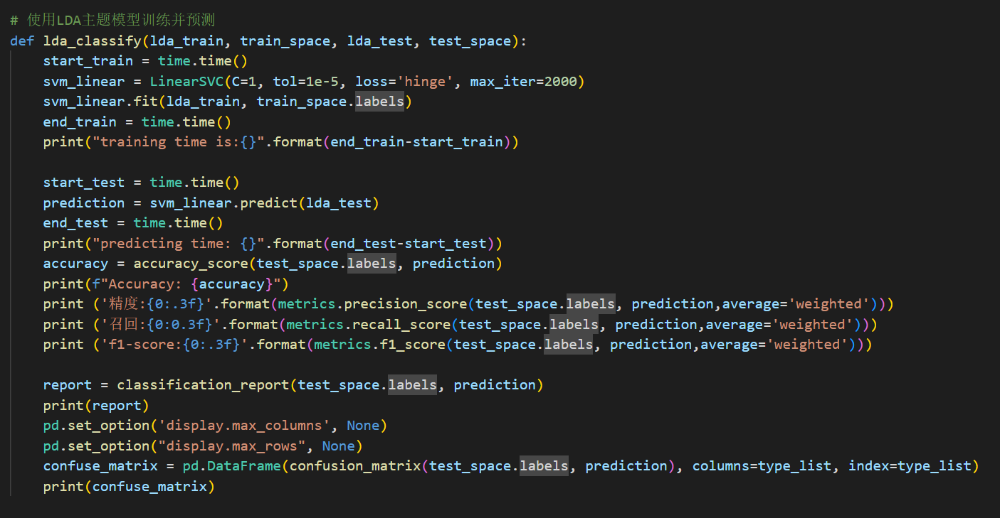 # 使用LDA主题模型训练并预测
def lda_classify(lda_train, train_space, lda_test, test_space):
    start_train = time.time()
    svm_linear = LinearSVC(C=1, tol=1e-5, loss='hinge', max_iter=2000)
    svm_linear.fit(lda_train, train_space.labels)
    end_train = time.time()
    print("training time is:{}".format(end_train-start_train))

    start_test = time.time()
    prediction = svm_linear.predict(lda_test)
    end_test = time.time()
    print("predicting time: {}".format(end_test-start_test))
    accuracy = accuracy_score(test_space.labels, prediction)
    print(f"Accuracy: {accuracy}")
    print ('精度:{0:.3f}'.format(metrics.precision_score(test_space.labels, prediction,average='weighted')))
    print ('召回:{0:0.3f}'.format(metrics.recall_score(test_space.labels, prediction,average='weighted')))
    print ('f1-score:{0:.3f}'.format(metrics.f1_score(test_space.labels, prediction,average='weighted')))

    report = classification_report(test_space.labels, prediction)
    print(report)
    pd.set_option('display.max_columns', None)
    pd.set_option("display.max_rows", None)
    confuse_matrix = pd.DataFrame(confusion_matrix(test_space.labels, prediction), columns=type_list, index=type_list)
    print(confuse_matrix)